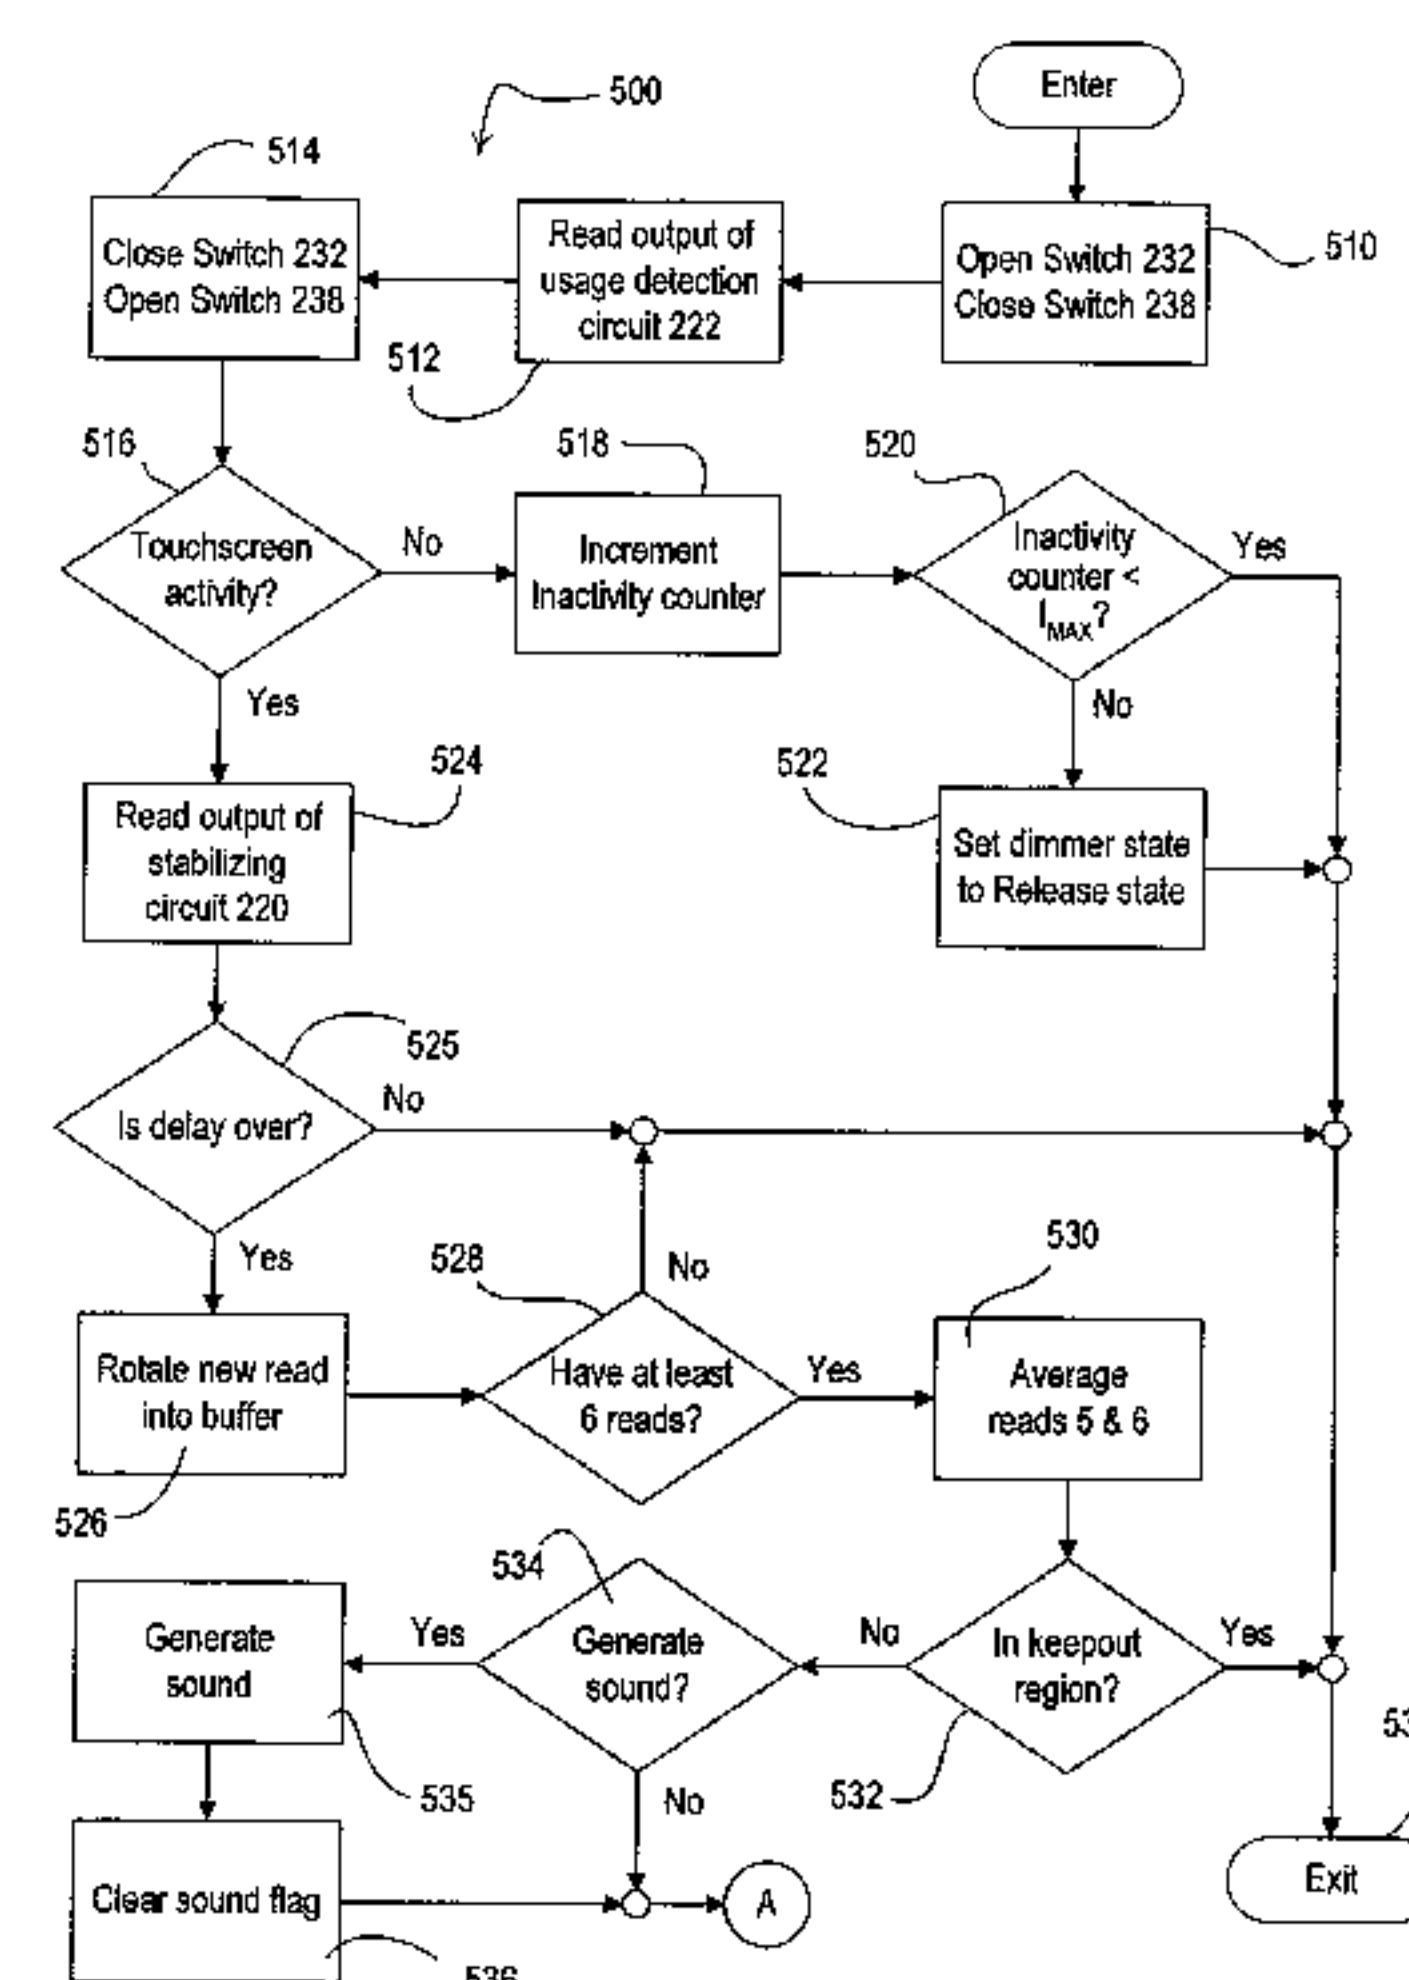 Enter
500
514
Close Switch 232
Open Switch 238
Read output of
usage detection
circuit 222
512
Open Switch 232
Close Switch 238
510
516
Touchscreen
activity?
No
518
Increment
Inactivity counter
520
Inactivity
counter <
IMAX?
Yes
Yes
No
524
Read output of
stabilizing
circuit 220
522
Set dimmer state
to Release state
525
Is delay over?
No
Yes
528
No
530
Rotate new read
into buffer
526
Have at least
6 reads?
Yes
Average
reads 5 & 6
534
Generate
sound
Yes
Generate
sound?
No
In keepout
region?
Yes
535
No
532
Clear sound flag
A
Exit